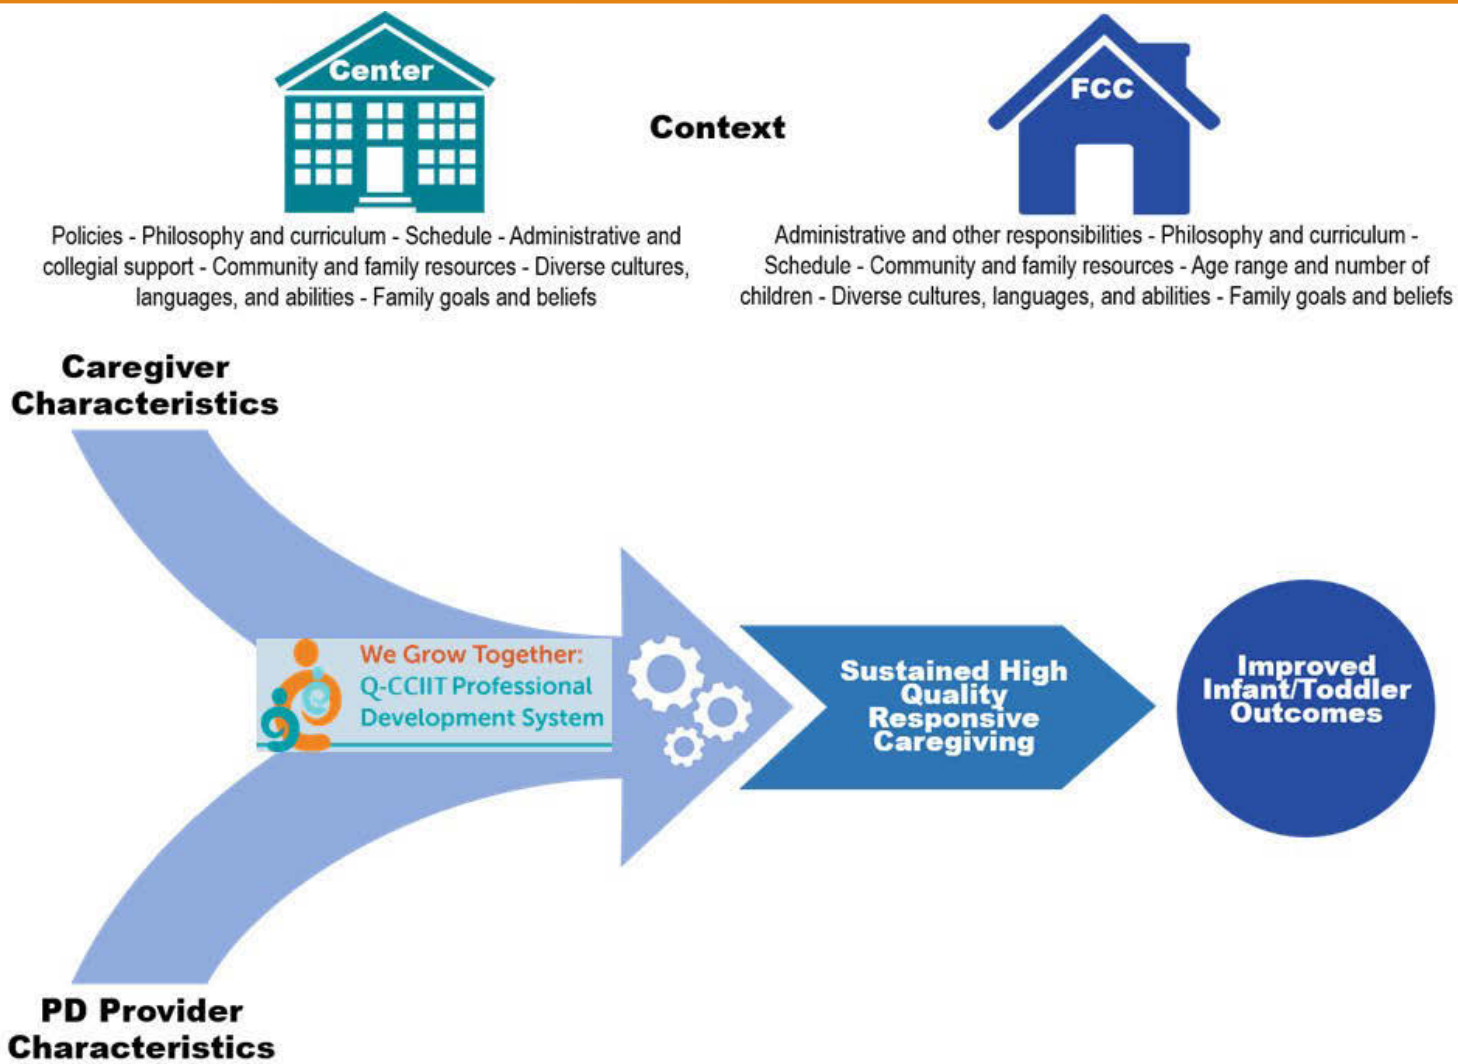 Center
Context
FCC
Policies - Philosophy and curriculum - Schedule - Administrative and
collegial support - Community and family resources - Diverse cultures,
languages, and abilities - Family goals and beliefs
Administrative and other responsibilities - Philosophy and curriculum -
Schedule - Community and family resources - Age range and number of
children - Diverse cultures, languages, and abilities - Family goals and beliefs
Caregiver
Characteristics
We Grow Together:
Q-CCIIT Professional
Development System
Sustained High
Quality
Responsive
Caregiving
Improved
Infant/Toddler
Outcomes
PD Provider
Characteristics